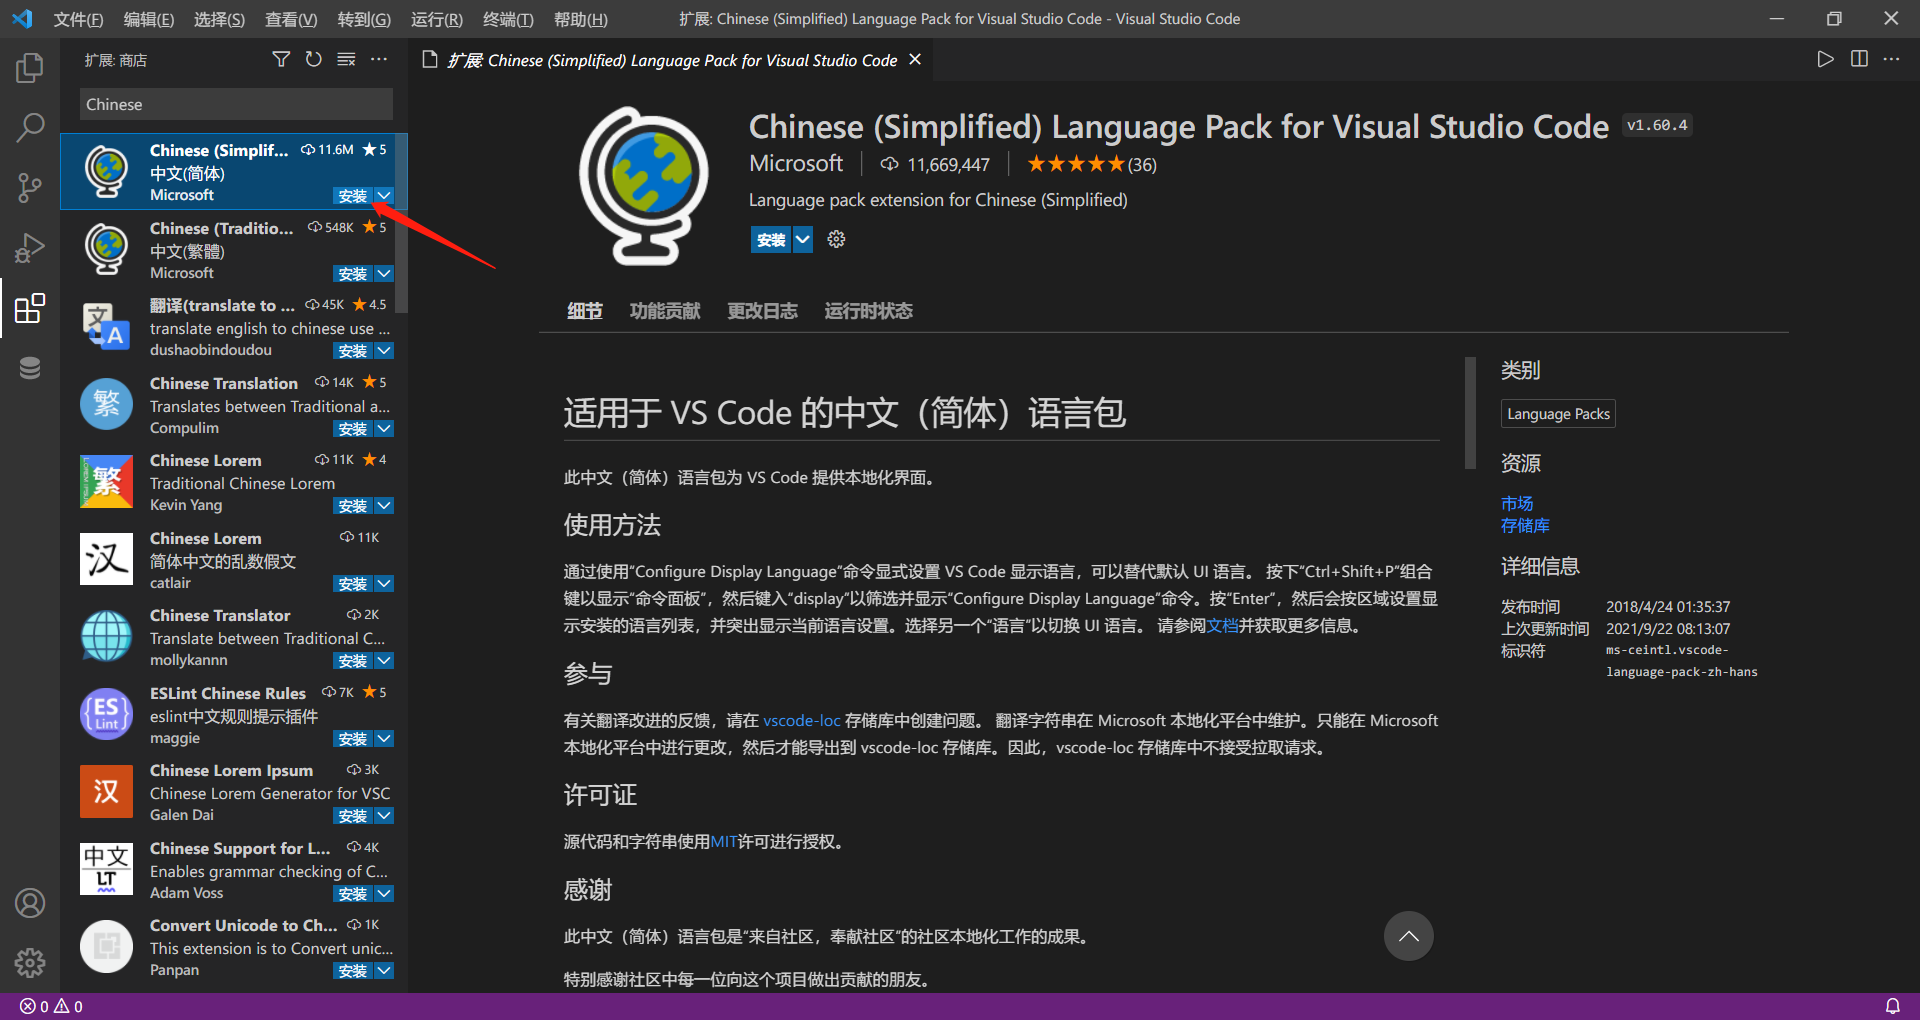 文件(F) 编辑(E) 选择(S) 查看(V) 转到(G) 运行(R) 终端(T) 帮助(H)
扩展: Chinese (Simplified) Language Pack for Visual Studio Code - Visual Studio Code
扩展: 商店
Chinese
Chinese (Simplif... 11.6M ★ 5
中文(简体)
Microsoft 安装
Chinese (Traditio... 548K ★ 5
中文(繁體)
Microsoft 安装
文 A
翻译(translate to ... 45K ★ 4.5
translate english to chinese use ...
dushaobindoudou 安装
繁
Chinese Translation 14K ★ 5
Translates between Traditional a...
Compulim 安装
繁
Chinese Lorem 11K ★ 4
Traditional Chinese Lorem
Kevin Yang 安装
汉
Chinese Lorem 11K
简体中文的乱数假文
catlair 安装
Chinese Translator 2K
Translate between Traditional C...
mollykannn 安装
{ES}
Lint
ESLint Chinese Rules 7K ★ 5
eslint中文规则提示插件
maggie 安装
汉
Chinese Lorem Ipsum 3K
Chinese Lorem Generator for VSC
Galen Dai 安装
中文
LT
Chinese Support for L... 4K
Enables grammar checking of C...
Adam Voss 安装
Convert Unicode to Ch... 1K
This extension is to Convert unic...
Panpan 安装
扩展: Chinese (Simplified) Language Pack for Visual Studio Code
Chinese (Simplified) Language Pack for Visual Studio Code v1.60.4
Microsoft 11,669,447 ★★★★★(36)
Language pack extension for Chinese (Simplified)
安装
细节 功能贡献 更改日志 运行时状态
适用于 VS Code 的中文（简体）语言包
此中文（简体）语言包为 VS Code 提供本地化界面。
使用方法
通过使用“Configure Display Language”命令显式设置 VS Code 显示语言，可以替代默认 UI 语言。 按下“Ctrl+Shift+P”组合
键以显示“命令面板”，然后键入“display”以筛选并显示“Configure Display Language”命令。按“Enter”，然后会按区域设置显
示安装的语言列表，并突出显示当前语言设置。选择另一个“语言”以切换 UI 语言。 请参阅文档并获取更多信息。
参与
有关翻译改进的反馈，请在 vscode-loc 存储库中创建问题。 翻译字符串在 Microsoft 本地化平台中维护。只能在 Microsoft
本地化平台中进行更改，然后才能导出到 vscode-loc 存储库。因此，vscode-loc 存储库中不接受拉取请求。
许可证
源代码和字符串使用MIT许可进行授权。
感谢
此中文（简体）语言包是“来自社区，奉献社区”的社区本地化工作的成果。
特别感谢社区中每一位向这个项目做出贡献的朋友。
类别
Language Packs
资源
市场
存储库
详细信息
发布时间 2018/4/24 01:35:37
上次更新时间 2021/9/22 08:13:07
标识符 ms-ceintl.vscode-
language-pack-zh-hans
0 0